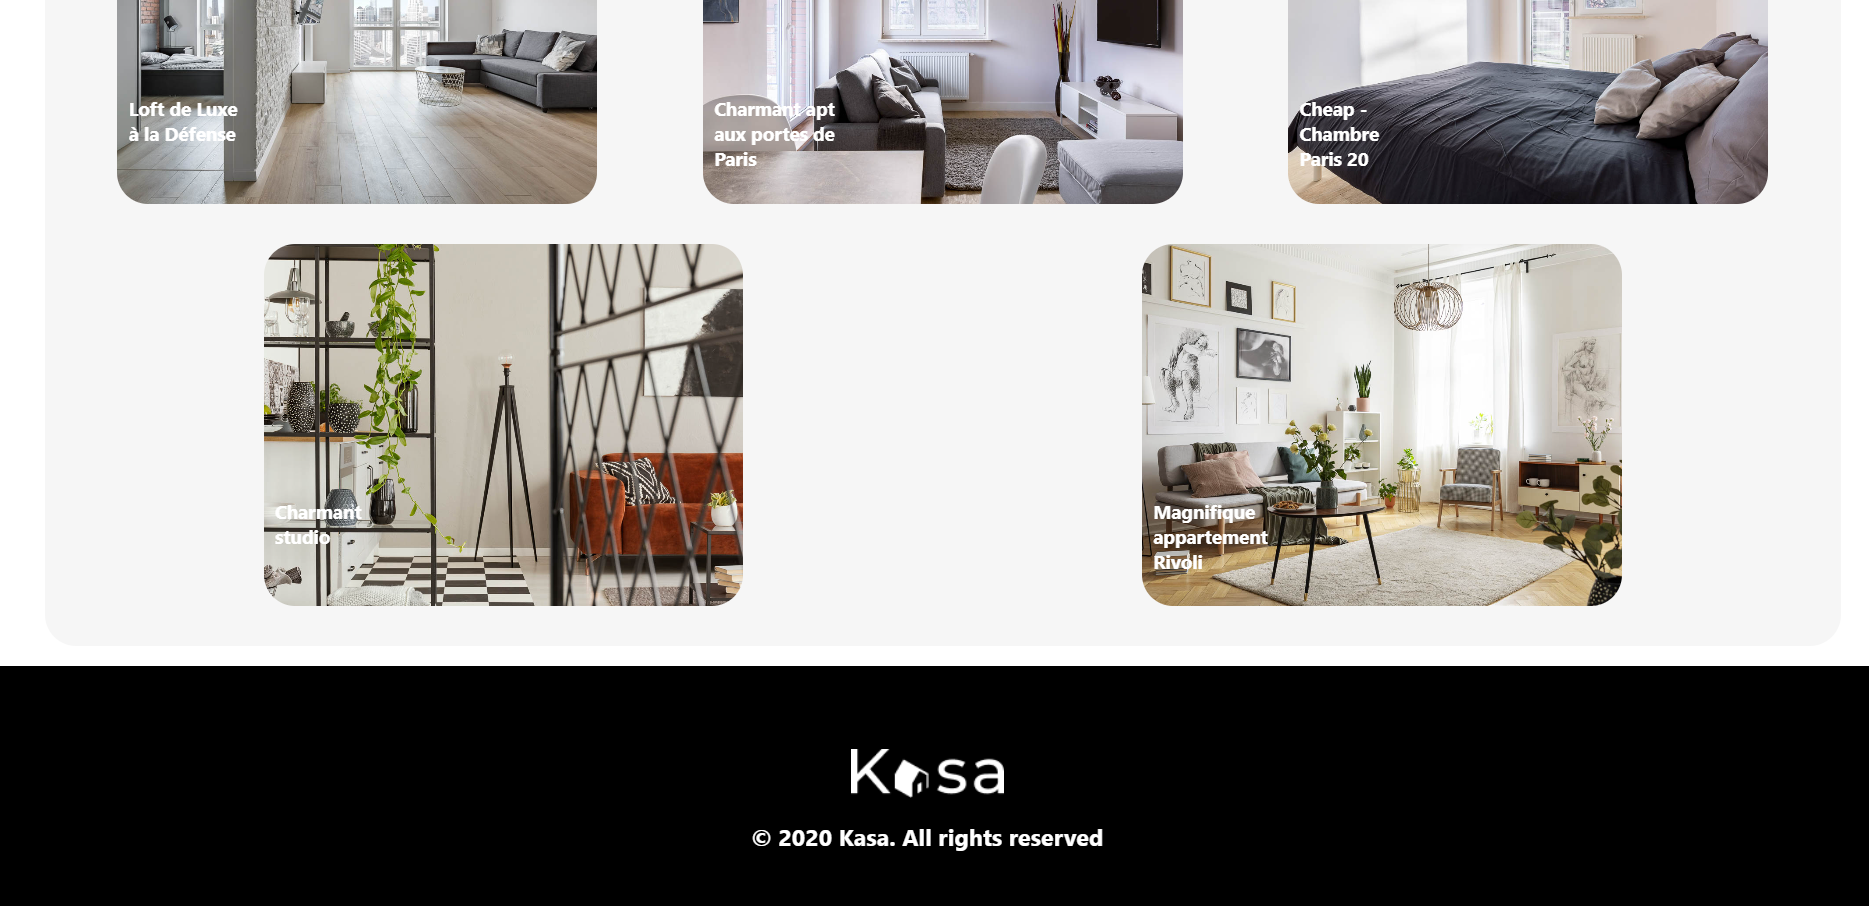 Loft de Luxe
à la Défense
Charmant apt
aux portes de
Paris
Cheap -
Chambre
Paris 20
Charmant
studio
Magnifique
appartement
Rivoli
Kasa
© 2020 Kasa. All rights reserved